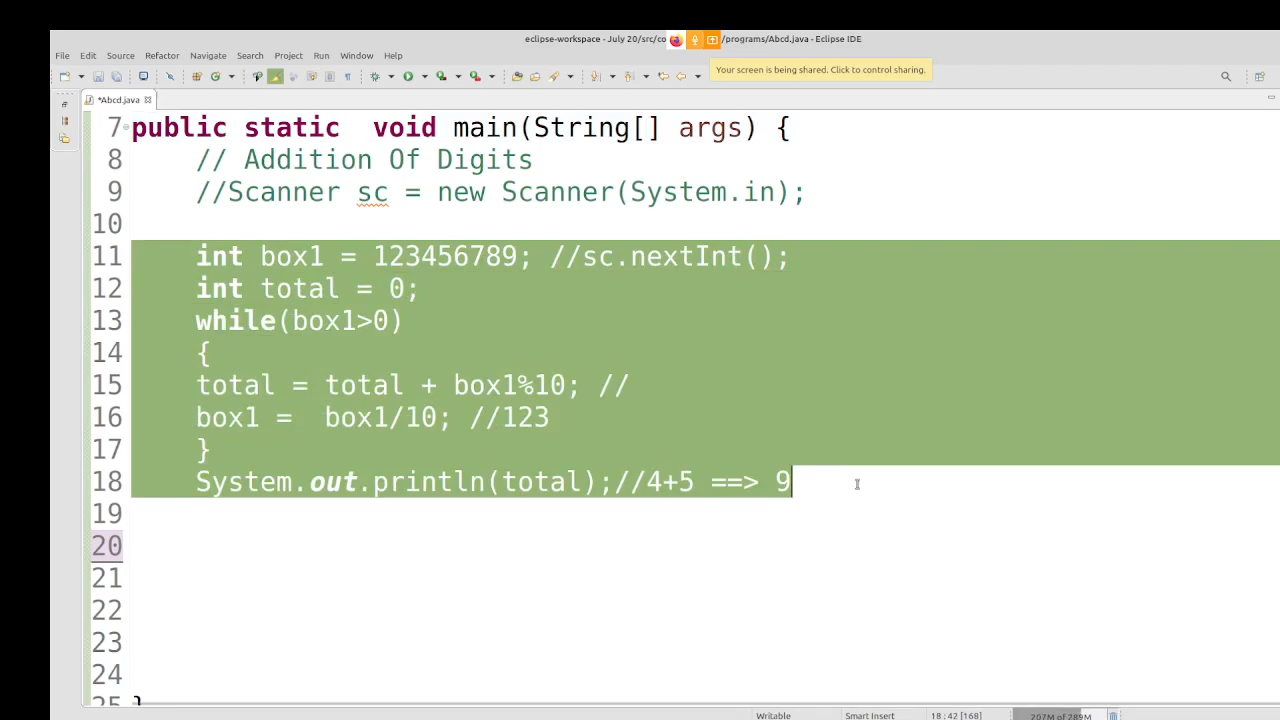 eclipse-workspace - July 20/src/co /programs/Abcd.java - Eclipse IDE
File Edit Source Refactor Navigate Search Project Run Window Help
Your screen is being shared. Click to control sharing.
*Abcd.java
7 public static  void main(String[] args) {
8 // Addition Of Digits
9 //Scanner sc = new Scanner(System.in);
10
11 int box1 = 123456789; //sc.nextInt();
12 int total = 0;
13 while(box1>0)
14 {
15 total = total + box1%10; //
16 box1 =  box1/10; //123
17 }
18 System.out.println(total);//4+5 ==> 9
19
20
21
22
23
24
25 }
Writable Smart Insert 18 : 42 [168] 207M of 289M